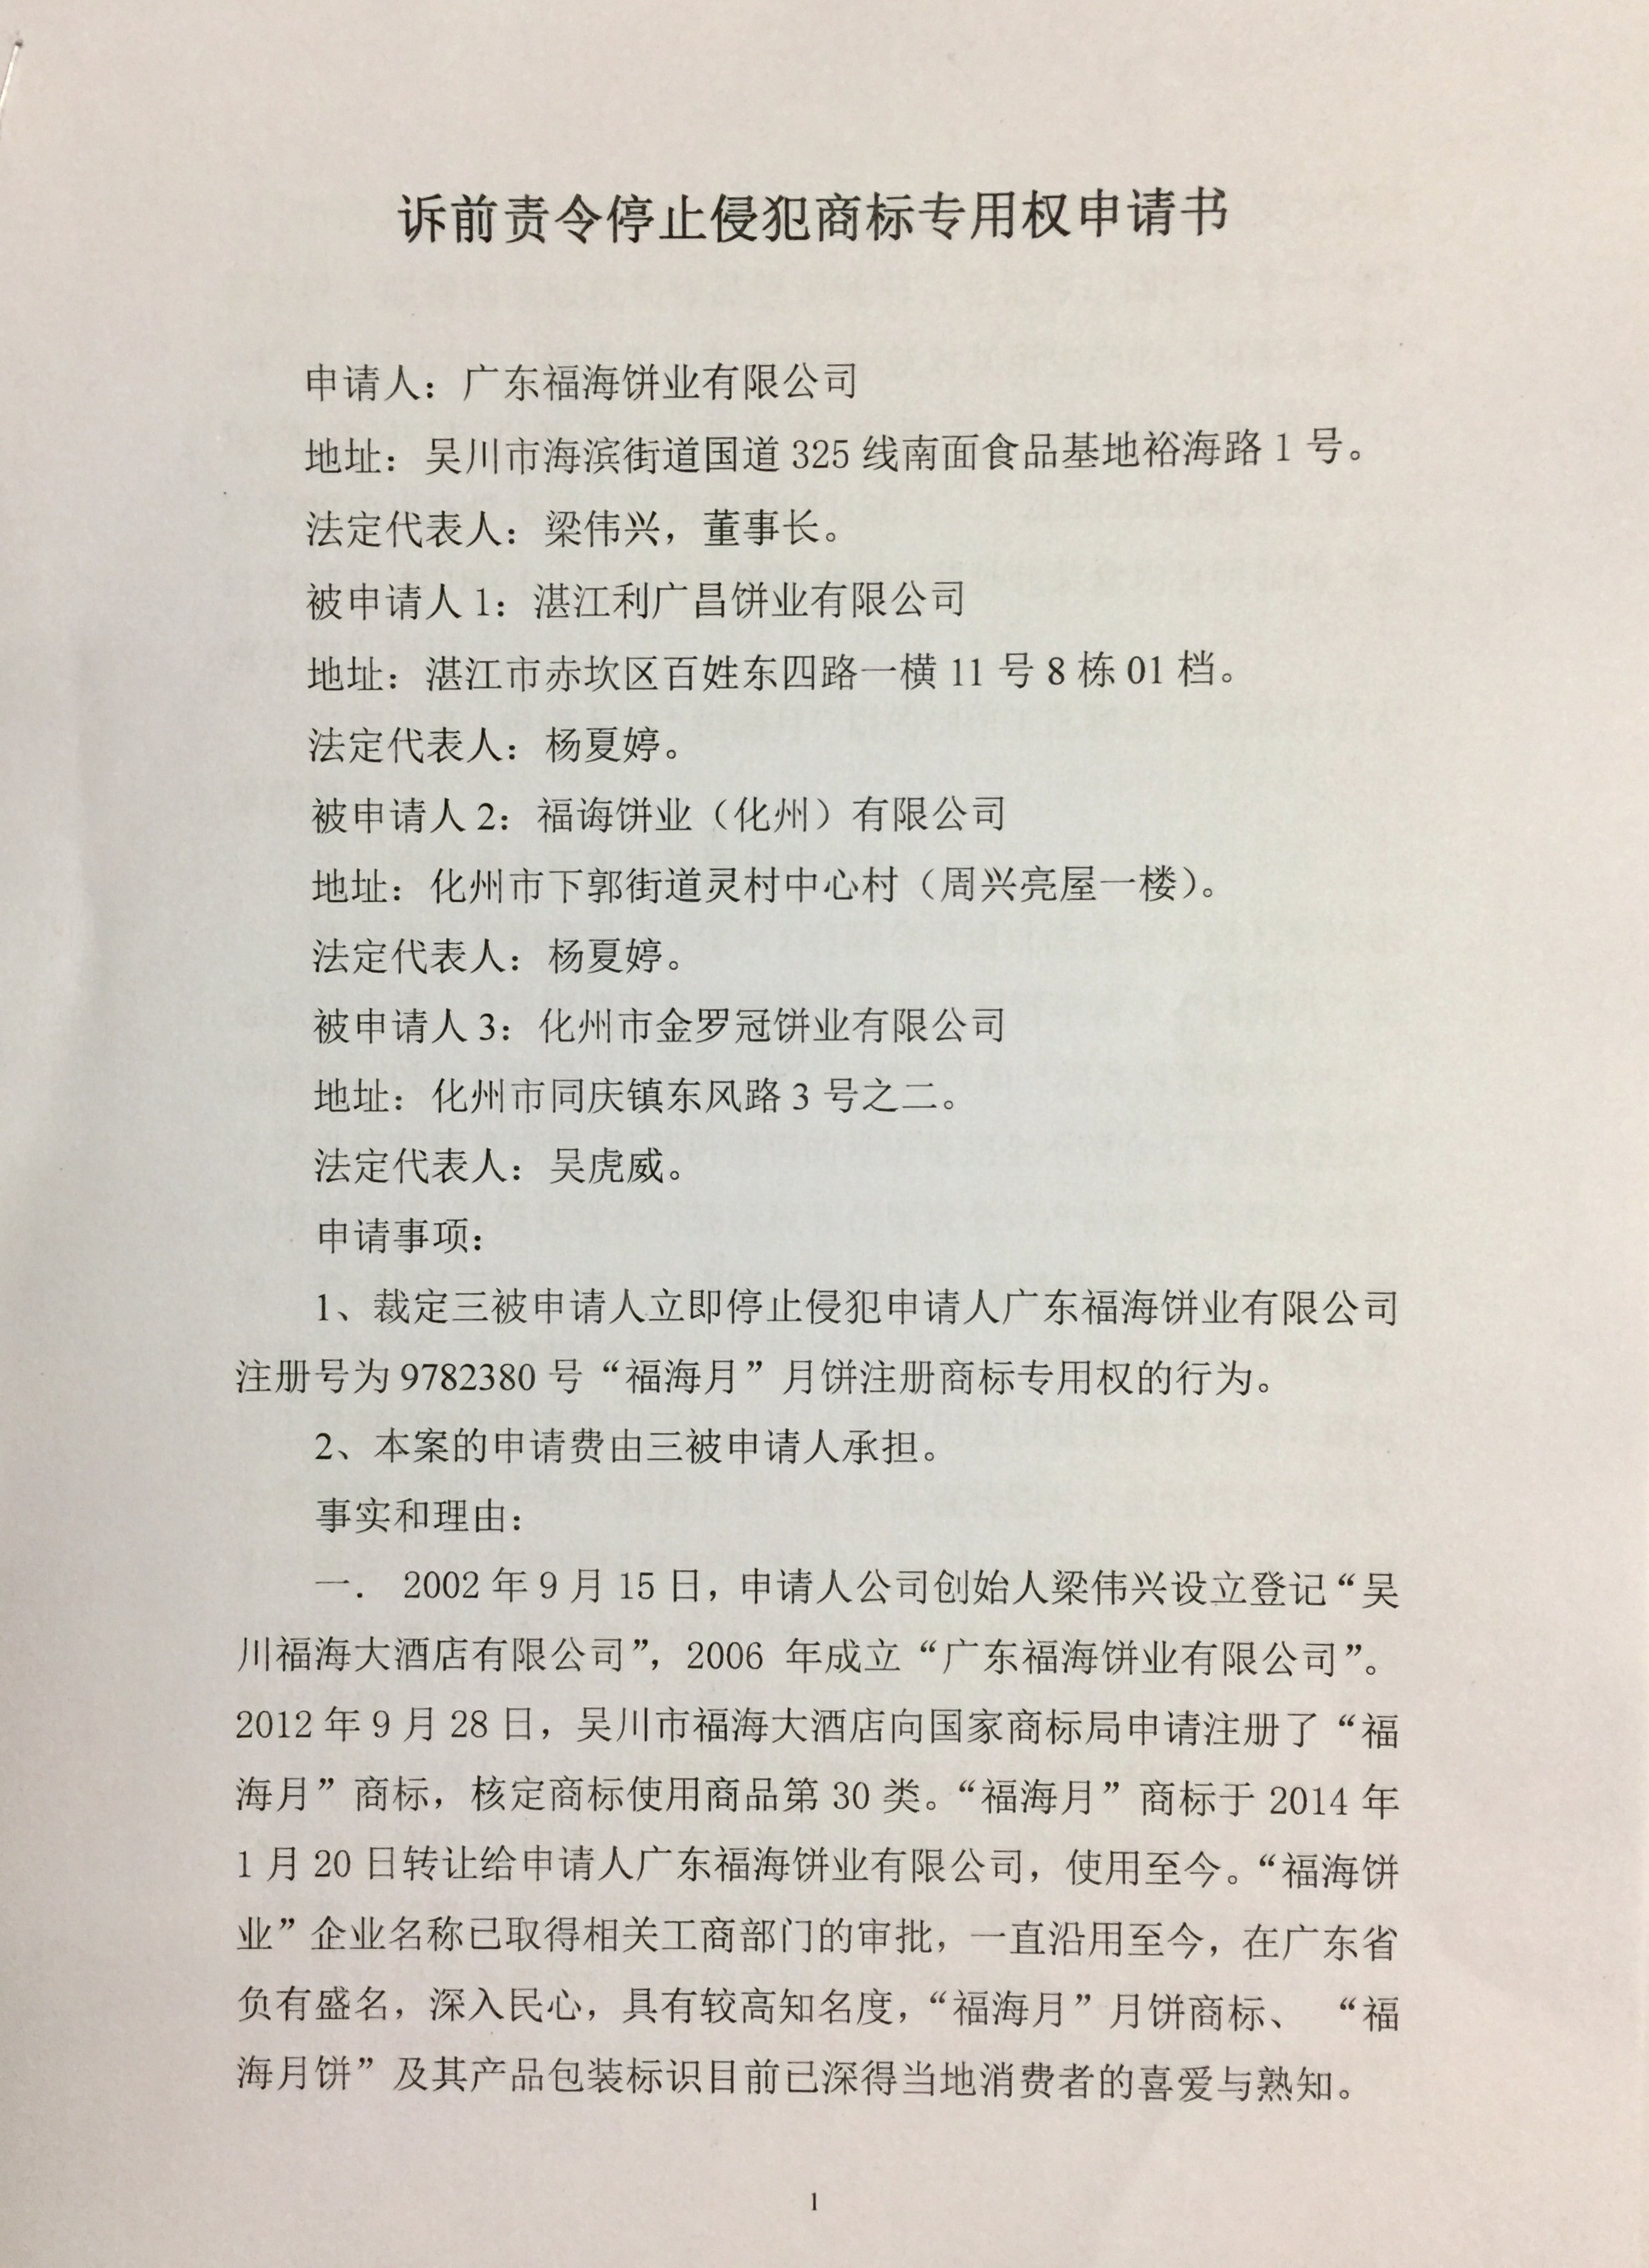 诉前责令停止侵犯商标专用权申请书
申请人：广东福海饼业有限公司
地址：吴川市海滨街道国道 325 线南面食品基地裕海路 1 号。
法定代表人：梁伟兴，董事长。
被申请人 1：湛江利广昌饼业有限公司
地址：湛江市赤坎区百姓东四路一横 11 号 8 栋 01 档。
法定代表人：杨夏婷。
被申请人 2：福诲饼业（化州）有限公司
地址：化州市下郭街道灵村中心村（周兴亮屋一楼）。
法定代表人：杨夏婷。
被申请人 3：化州市金罗冠饼业有限公司
地址：化州市同庆镇东风路 3 号之二。
法定代表人：吴虎威。
申请事项：
1、裁定三被申请人立即停止侵犯申请人广东福海饼业有限公司
注册号为 9782380 号“福海月”月饼注册商标专用权的行为。
2、本案的申请费由三被申请人承担。
事实和理由：
一． 2002 年 9 月 15 日，申请人公司创始人梁伟兴设立登记“吴
川福海大酒店有限公司”，2006 年成立“广东福海饼业有限公司”。
2012 年 9 月 28 日，吴川市福海大酒店向国家商标局申请注册了“福
海月”商标，核定商标使用商品第 30 类。“福海月”商标于 2014 年
1 月 20 日转让给申请人广东福海饼业有限公司，使用至今。“福海饼
业”企业名称已取得相关工商部门的审批，一直沿用至今，在广东省
负有盛名，深入民心，具有较高知名度，“福海月”月饼商标、 “福
海月饼”及其产品包装标识目前已深得当地消费者的喜爱与熟知。
1